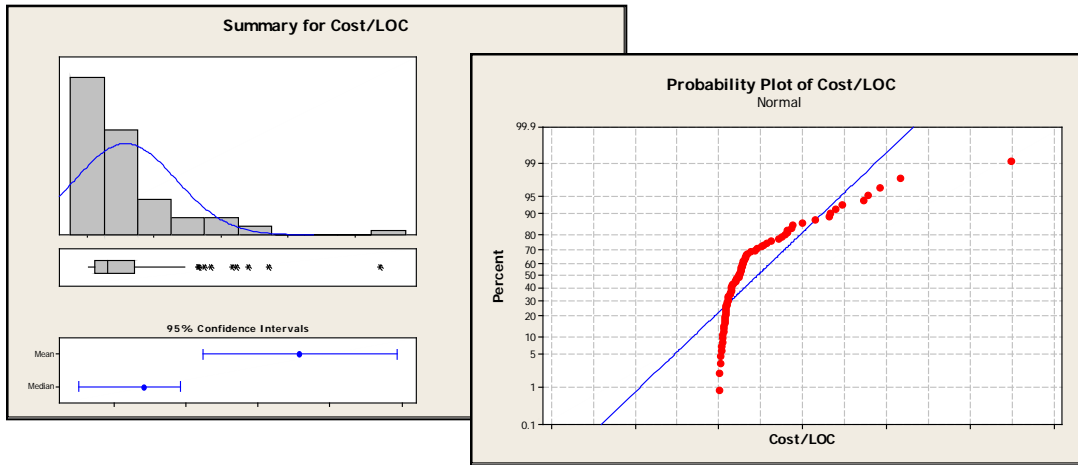 Summary for Cost/LOC
95% Confidence Intervals
Mean
Median
Probability Plot of Cost/LOC
Normal
Percent
99.9
99
95
90
80
70
60
50
40
30
20
10
5
1
0.1
Cost/LOC